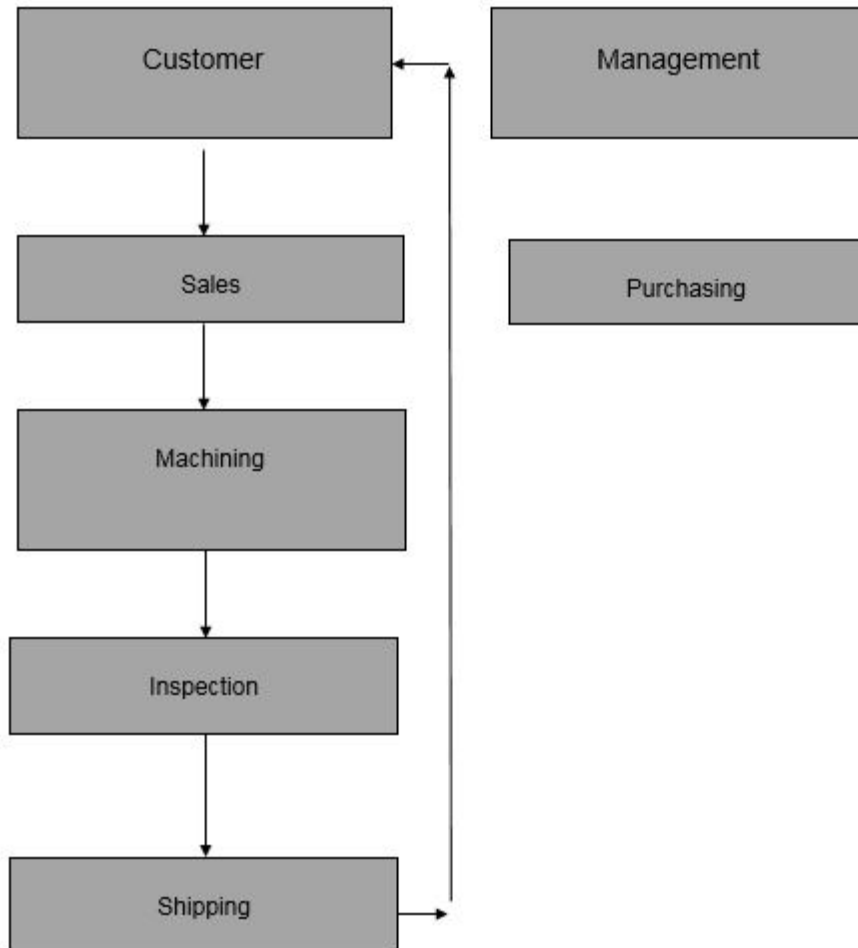 Customer
Management
Sales
Purchasing
Machining
Inspection
Shipping